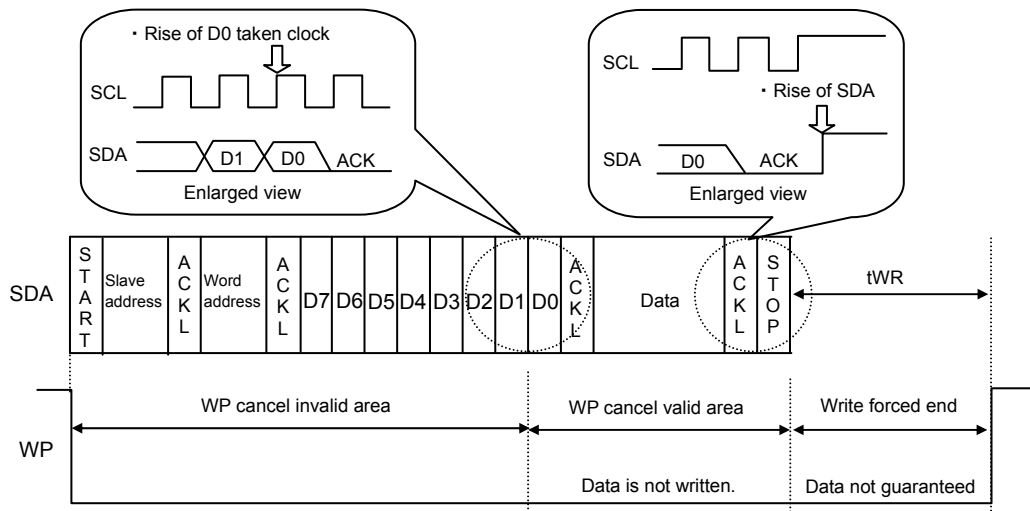 ・Rise of D0 taken clock
SCL
SDA
D1
D0
ACK
Enlarged view
SCL
・Rise of SDA
SDA
D0
ACK
Enlarged view
SDA
START
Slave address
ACKL
Word address
ACKL
D7
D6
D5
D4
D3
D2
D1
D0
ACKL
Data
ACKL
STOP
tWR
WP
WP cancel invalid area
WP cancel valid area
Write forced end
Data is not written.
Data not guaranteed